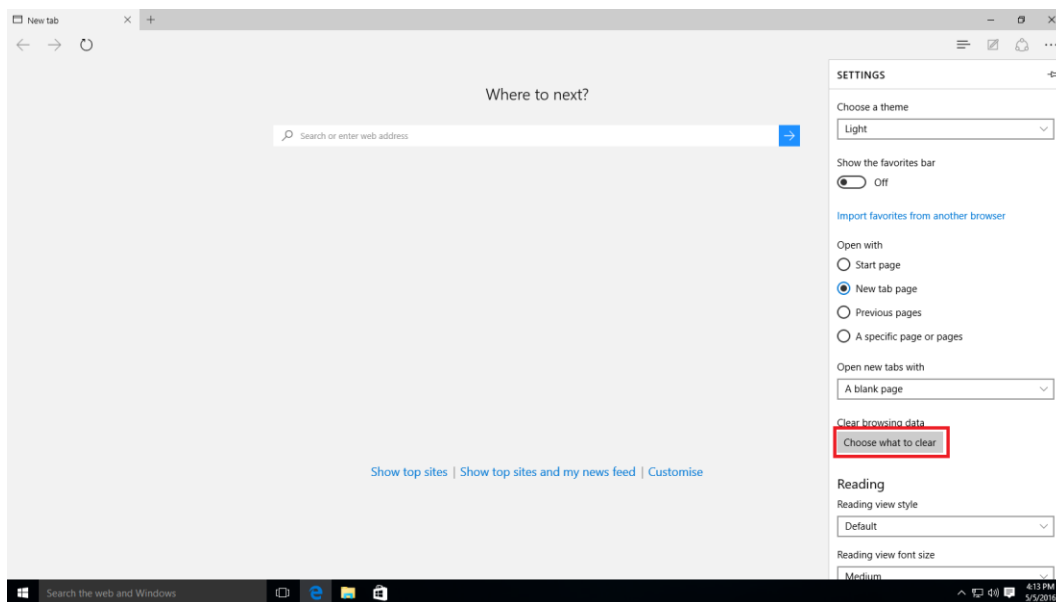 New tab
Where to next?
Search or enter web address
Show top sites | Show top sites and my news feed | Customise
SETTINGS
Choose a theme
Light
Show the favorites bar
Off
Import favorites from another browser
Open with
Start page
New tab page
Previous pages
A specific page or pages
Open new tabs with
A blank page
Clear browsing data
Choose what to clear
Reading
Reading view style
Default
Reading view font size
Medium
Search the web and Windows
4:13 PM
5/5/2016